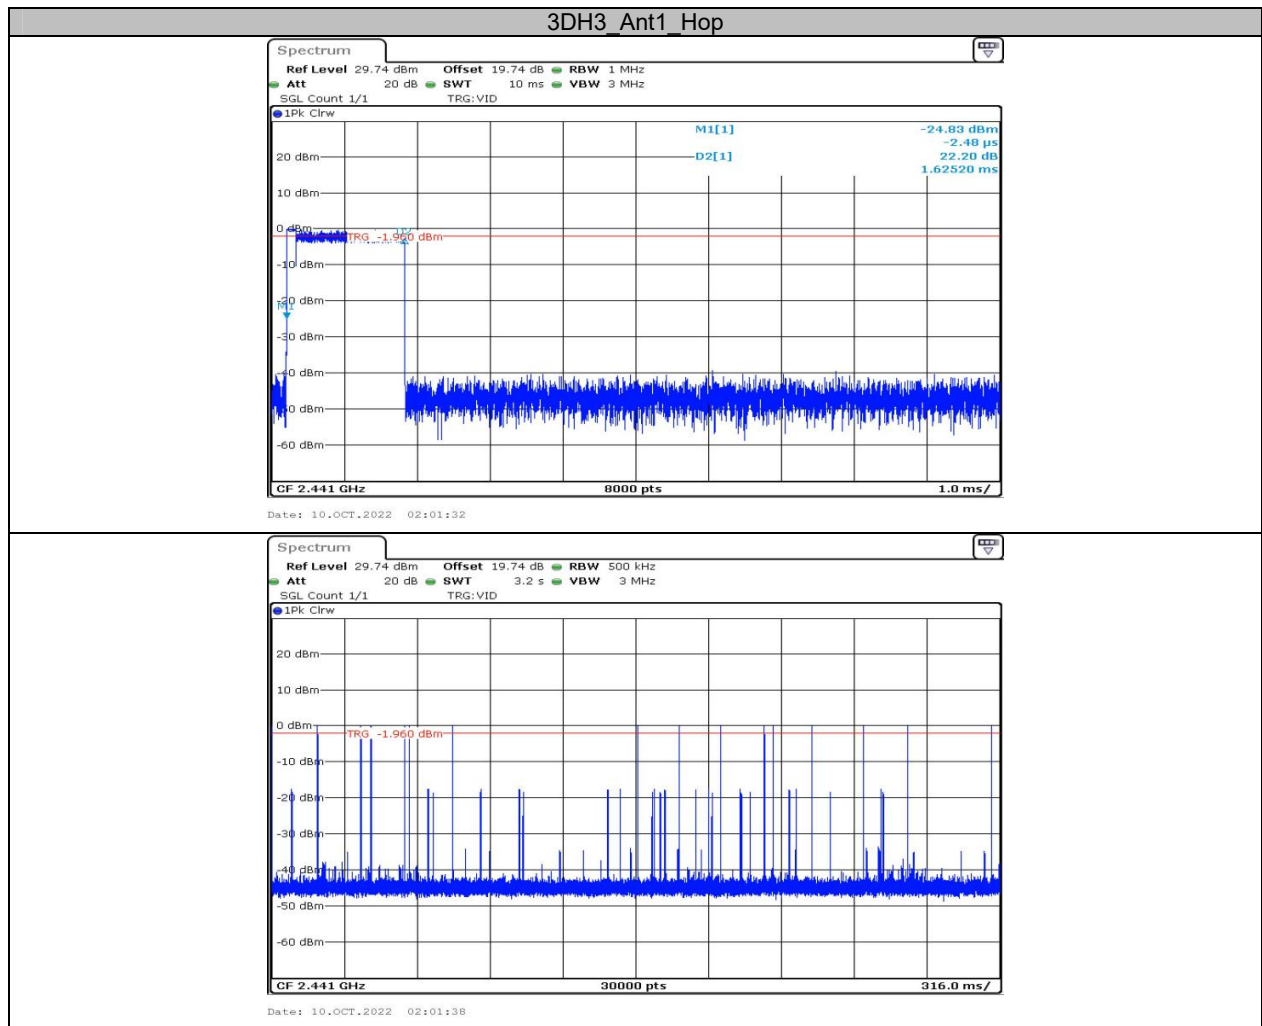 3DH3_Ant1_Hop
Spectrum
Ref Level 29.74 dBm Offset 19.74 dB RBW 1 MHz
Att 20 dB SWT 10 ms VBW 3 MHz
SGL Count 1/1 TRG:VID
1Pk Clrw
M1[1] -24.83 dBm
-2.48 µs
20 dBm D2[1] 22.20 dB
1.62520 ms
10 dBm
0 dBm
TRG -1.960 dBm
-10 dBm
-20 dBm
M1
-30 dBm
-40 dBm
-50 dBm
-60 dBm
CF 2.441 GHz 8000 pts 1.0 ms/
Date: 10.OCT.2022 02:01:32
Spectrum
Ref Level 29.74 dBm Offset 19.74 dB RBW 500 kHz
Att 20 dB SWT 3.2 s VBW 3 MHz
SGL Count 1/1 TRG:VID
1Pk Clrw
20 dBm
10 dBm
0 dBm
TRG -1.960 dBm
-10 dBm
-20 dBm
-30 dBm
-40 dBm
-50 dBm
-60 dBm
CF 2.441 GHz 30000 pts 316.0 ms/
Date: 10.OCT.2022 02:01:38